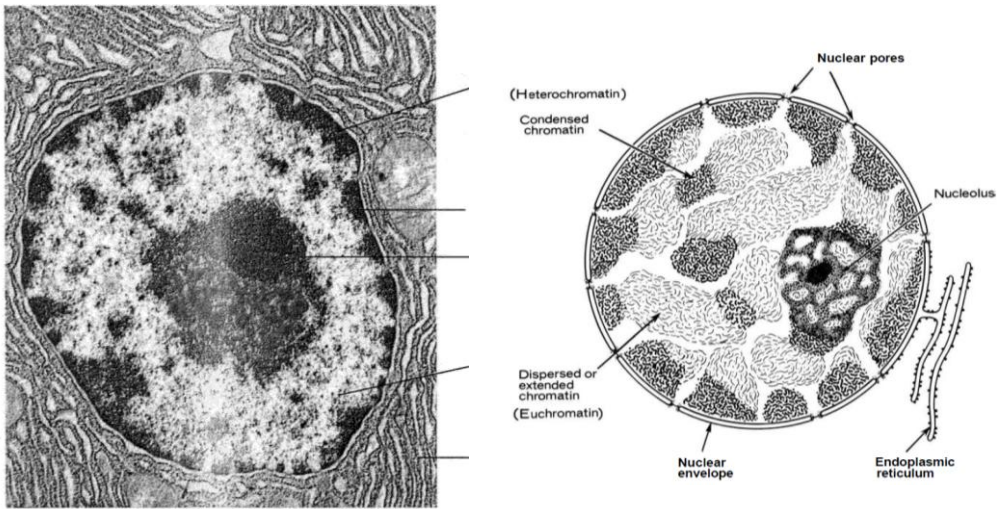 Nuclear pores
(Heterochromatin)
Condensed
chromatin
Nucleolus
Dispersed or
extended
chromatin
(Euchromatin)
Nuclear
envelope
Endoplasmic
reticulum